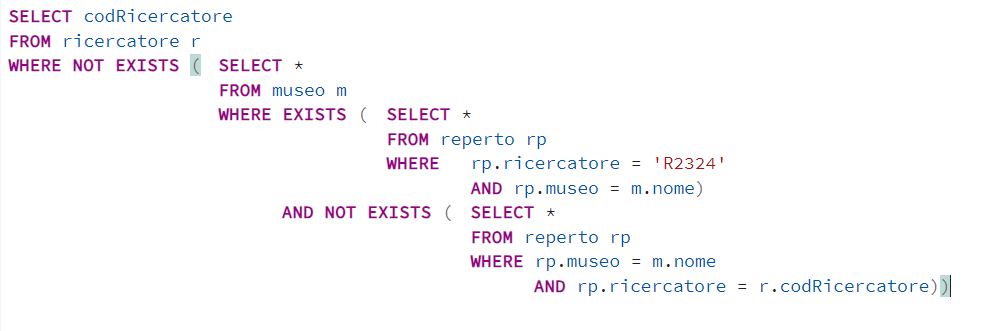 SELECT codRicercatore
FROM ricercatore r
WHERE NOT EXISTS ( SELECT *
FROM museo m
WHERE EXISTS ( SELECT *
FROM reperto rp
WHERE rp.ricercatore = 'R2324'
AND rp.museo = m.nome)
AND NOT EXISTS ( SELECT *
FROM reperto rp
WHERE rp.museo = m.nome
AND rp.ricercatore = r.codRicercatore))